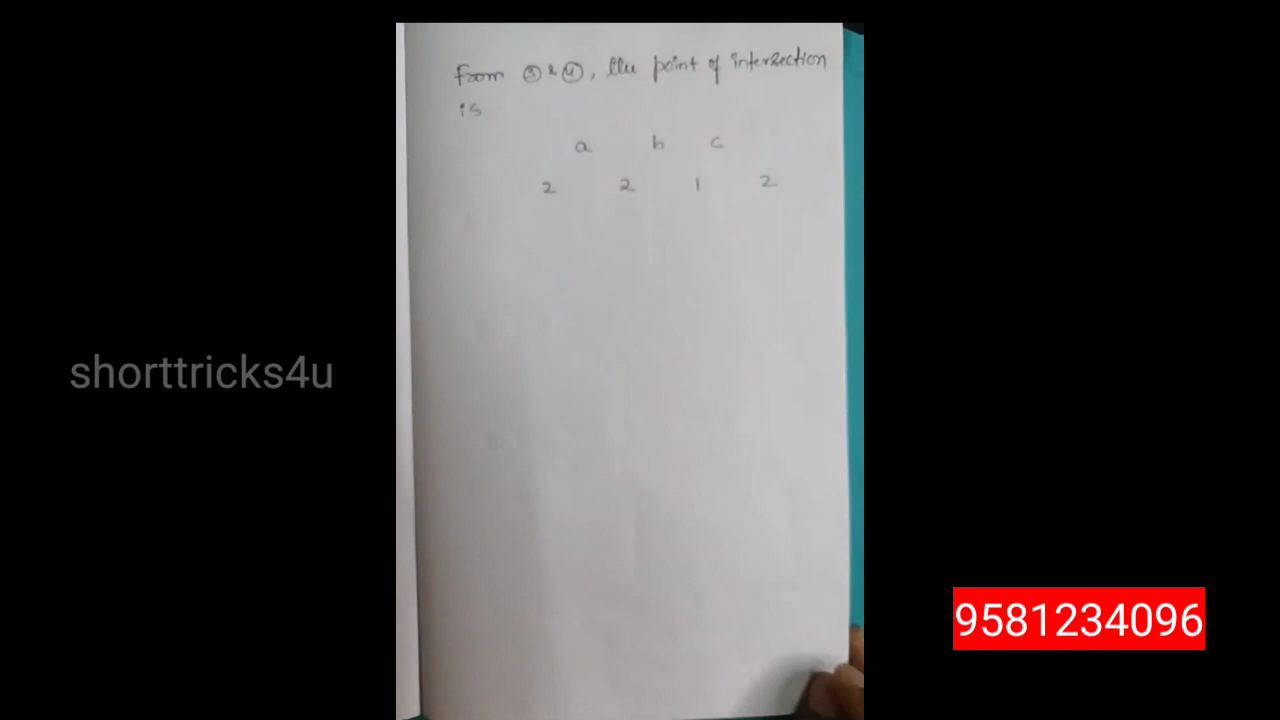 from ③ & ④, the point of intersection
is
a b c
2 2 1 2
shorttricks4u
9581234096